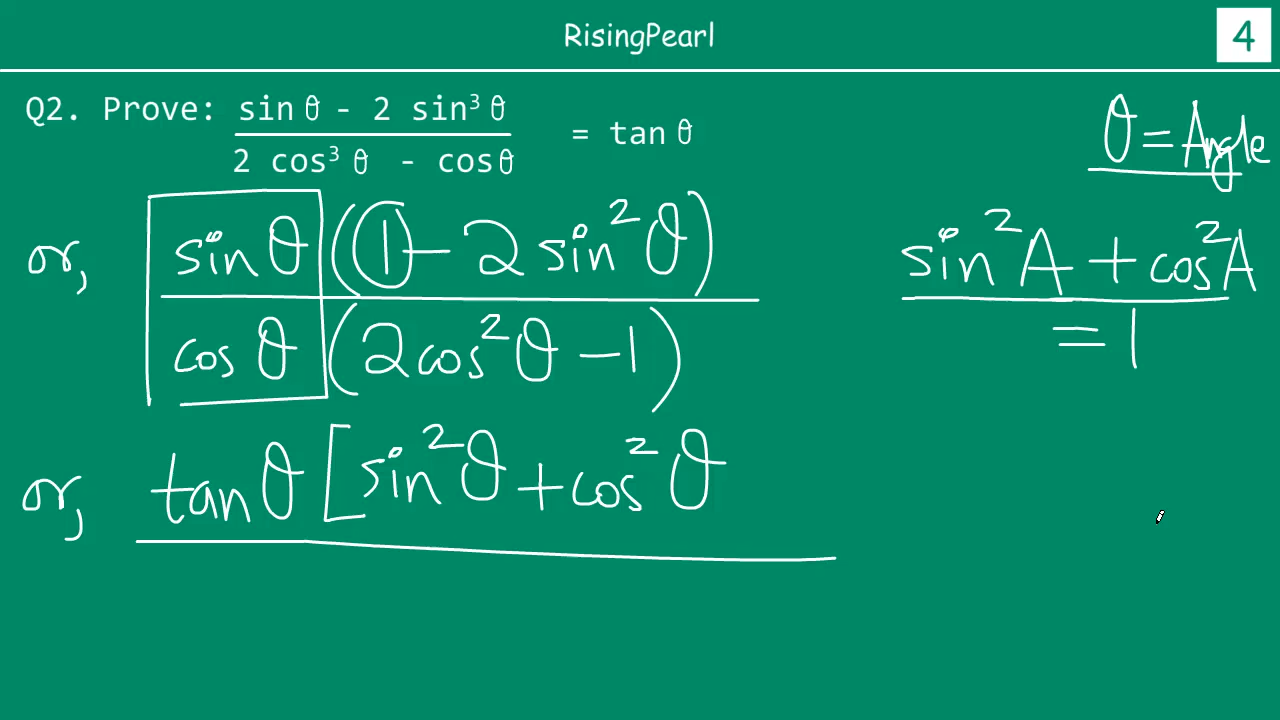 RisingPearl
4
Q2. Prove: sin θ - 2 sin³ θ
= tan θ
2 cos³ θ - cos θ
θ = Angle
or, sin θ (1 - 2 sin² θ)
cos θ (2 cos² θ - 1)
sin² A + cos² A
= 1
or, tan θ [ sin² θ + cos² θ